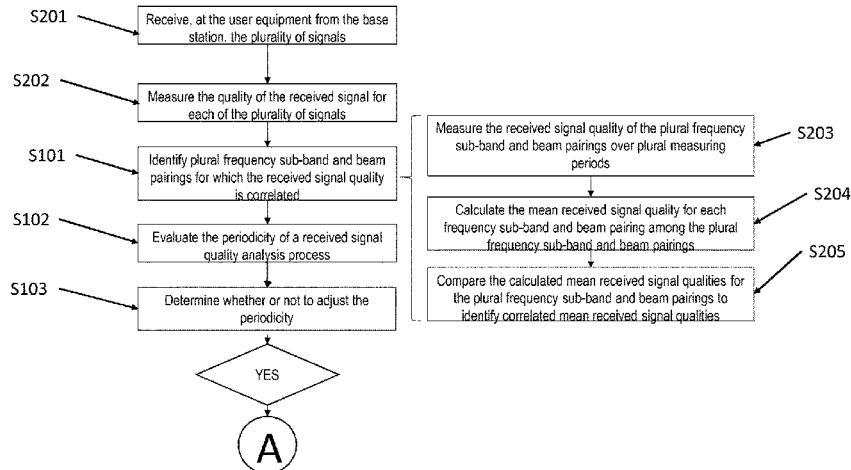 S201
Receive, at the user equipment from the base
station, the plurality of signals
S202
Measure the quality of the received signal for
each of the plurality of signals
S101
Identify plural frequency sub-band and beam
pairings for which the received signal quality
is correlated
S102
Evaluate the periodicity of a received signal
quality analysis process
S103
Determine whether or not to adjust the
periodicity
YES
A
Measure the received signal quality of the plural frequency
sub-band and beam pairings over plural measuring
periods
S203
Calculate the mean received signal quality for each
frequency sub-band and beam pairing among the plural
frequency sub-band and beam pairings
S204
Compare the calculated mean received signal qualities for
the plural frequency sub-band and beam pairings to
identify correlated mean received signal qualities
S205